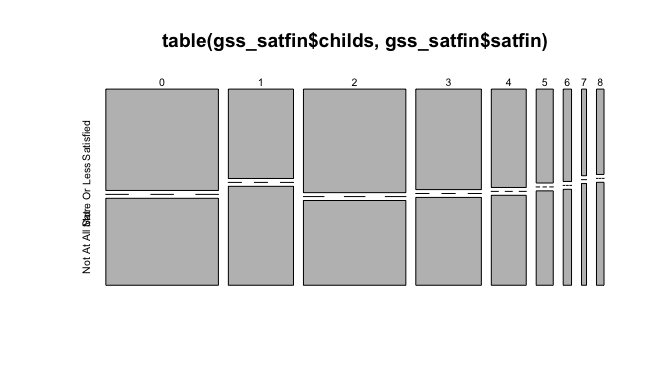 table(gss_satfin$childs, gss_satfin$satfin)
0 1 2 3 4 5 6 7 8
Satisfied
Or Less
Not At All